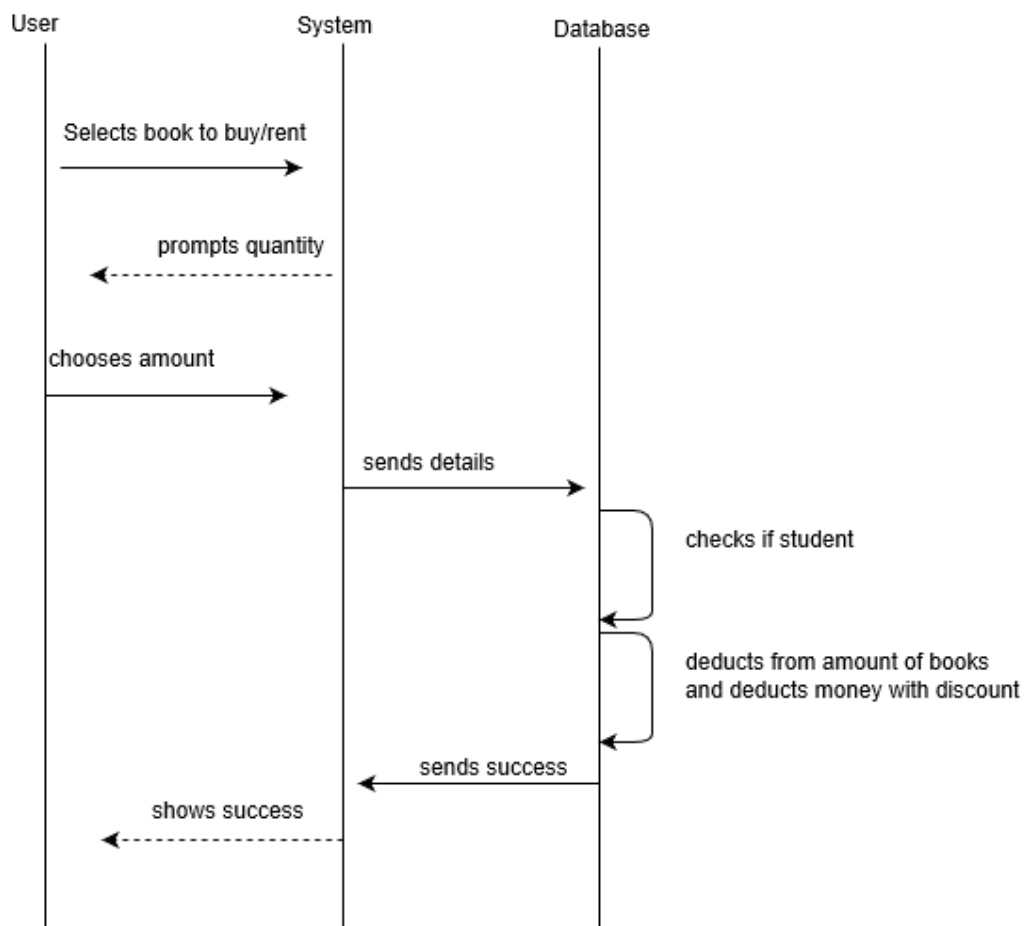 User
System
Database
Selects book to buy/rent
prompts quantity
chooses amount
sends details
checks if student
deducts from amount of books
and deducts money with discount
sends success
shows success